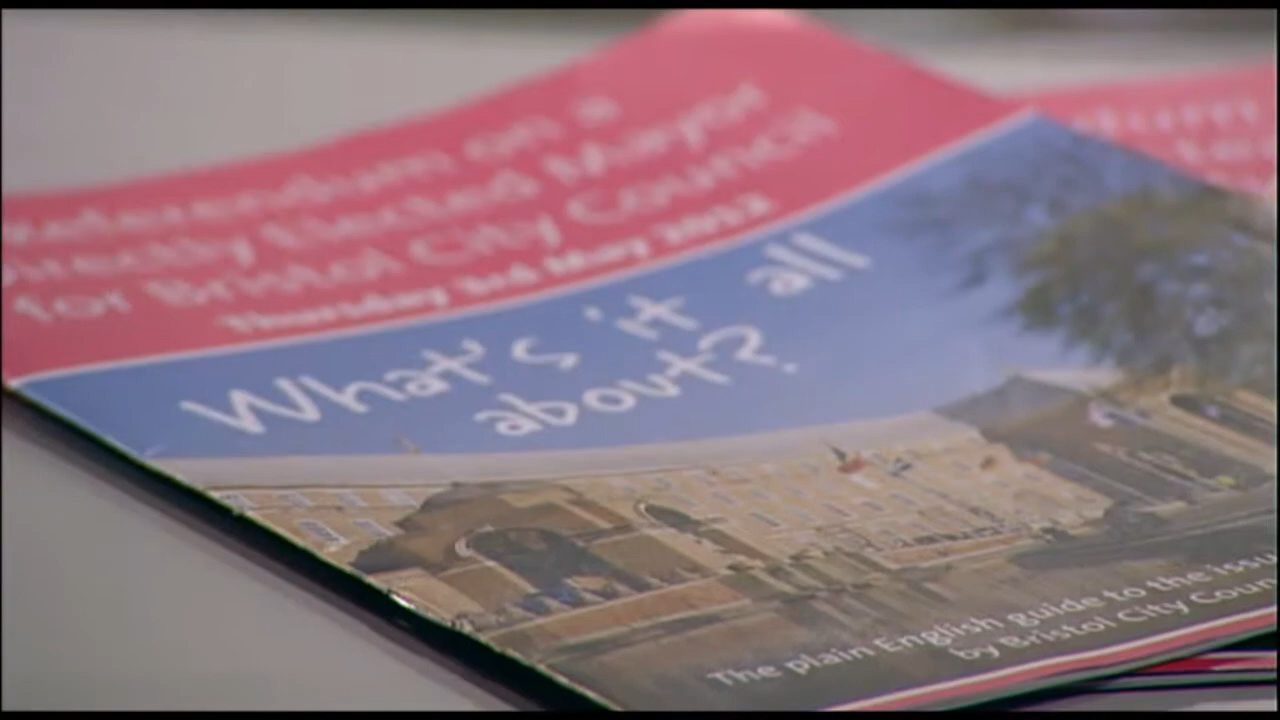 Referendum on a
Directly Elected Mayor
for Bristol City Council
Thursday 3rd May 2012
What's it all
about?
The plain English guide to the issu
by Bristol City Coun